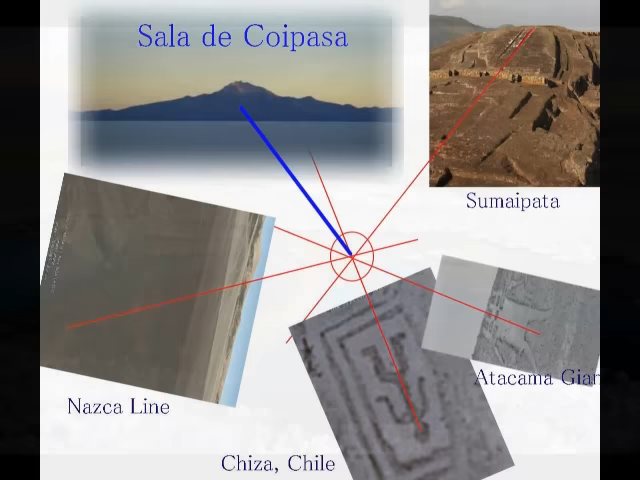 Sala de Coipasa
Sumaipata
Atacama Gian
Nazca Line
Chiza, Chile